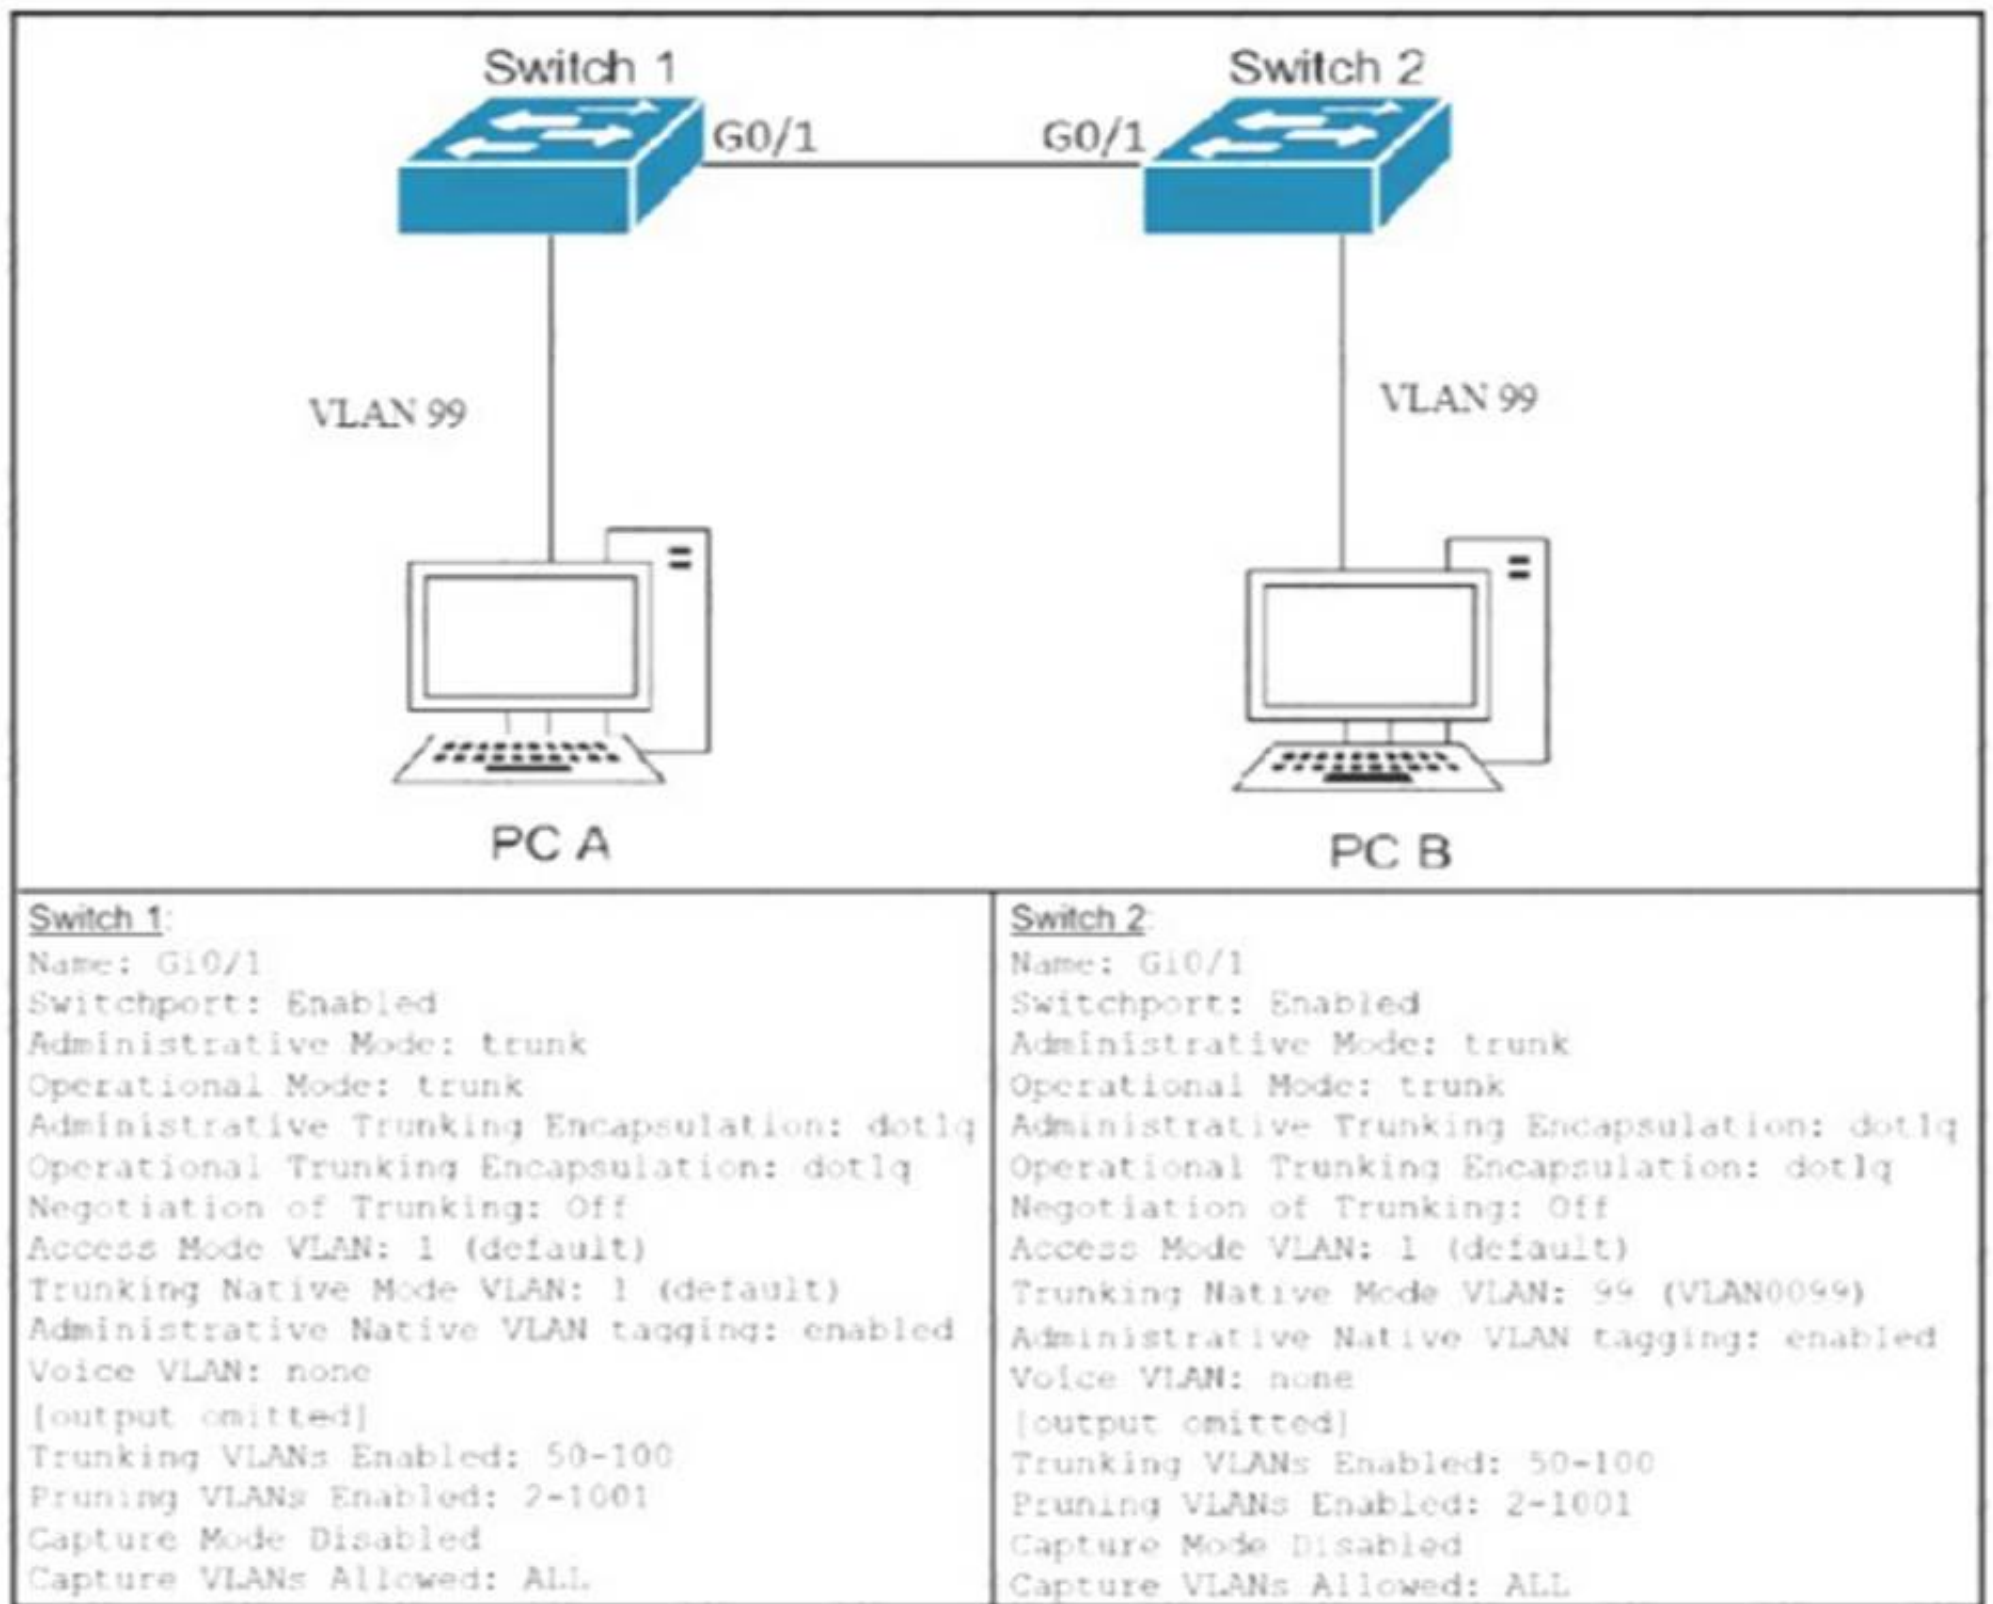 Switch 1
Switch 2
G0/1
G0/1
VLAN 99
VLAN 99
PC A
PC B
Switch 1:
Name: Gi0/1
Switchport: Enabled
Administrative Mode: trunk
Operational Mode: trunk
Administrative Trunking Encapsulation: dot1q
Operational Trunking Encapsulation: dot1q
Negotiation of Trunking: Off
Access Mode VLAN: 1 (default)
Trunking Native Mode VLAN: 1 (default)
Administrative Native VLAN tagging: enabled
Voice VLAN: none
[output omitted]
Trunking VLANs Enabled: 50-100
Pruning VLANs Enabled: 2-1001
Capture Mode Disabled
Capture VLANs Allowed: ALL
Switch 2:
Name: Gi0/1
Switchport: Enabled
Administrative Mode: trunk
Operational Mode: trunk
Administrative Trunking Encapsulation: dot1q
Operational Trunking Encapsulation: dot1q
Negotiation of Trunking: Off
Access Mode VLAN: 1 (default)
Trunking Native Mode VLAN: 99 (VLAN0099)
Administrative Native VLAN tagging: enabled
Voice VLAN: none
[output omitted]
Trunking VLANs Enabled: 50-100
Pruning VLANs Enabled: 2-1001
Capture Mode Disabled
Capture VLANs Allowed: ALL